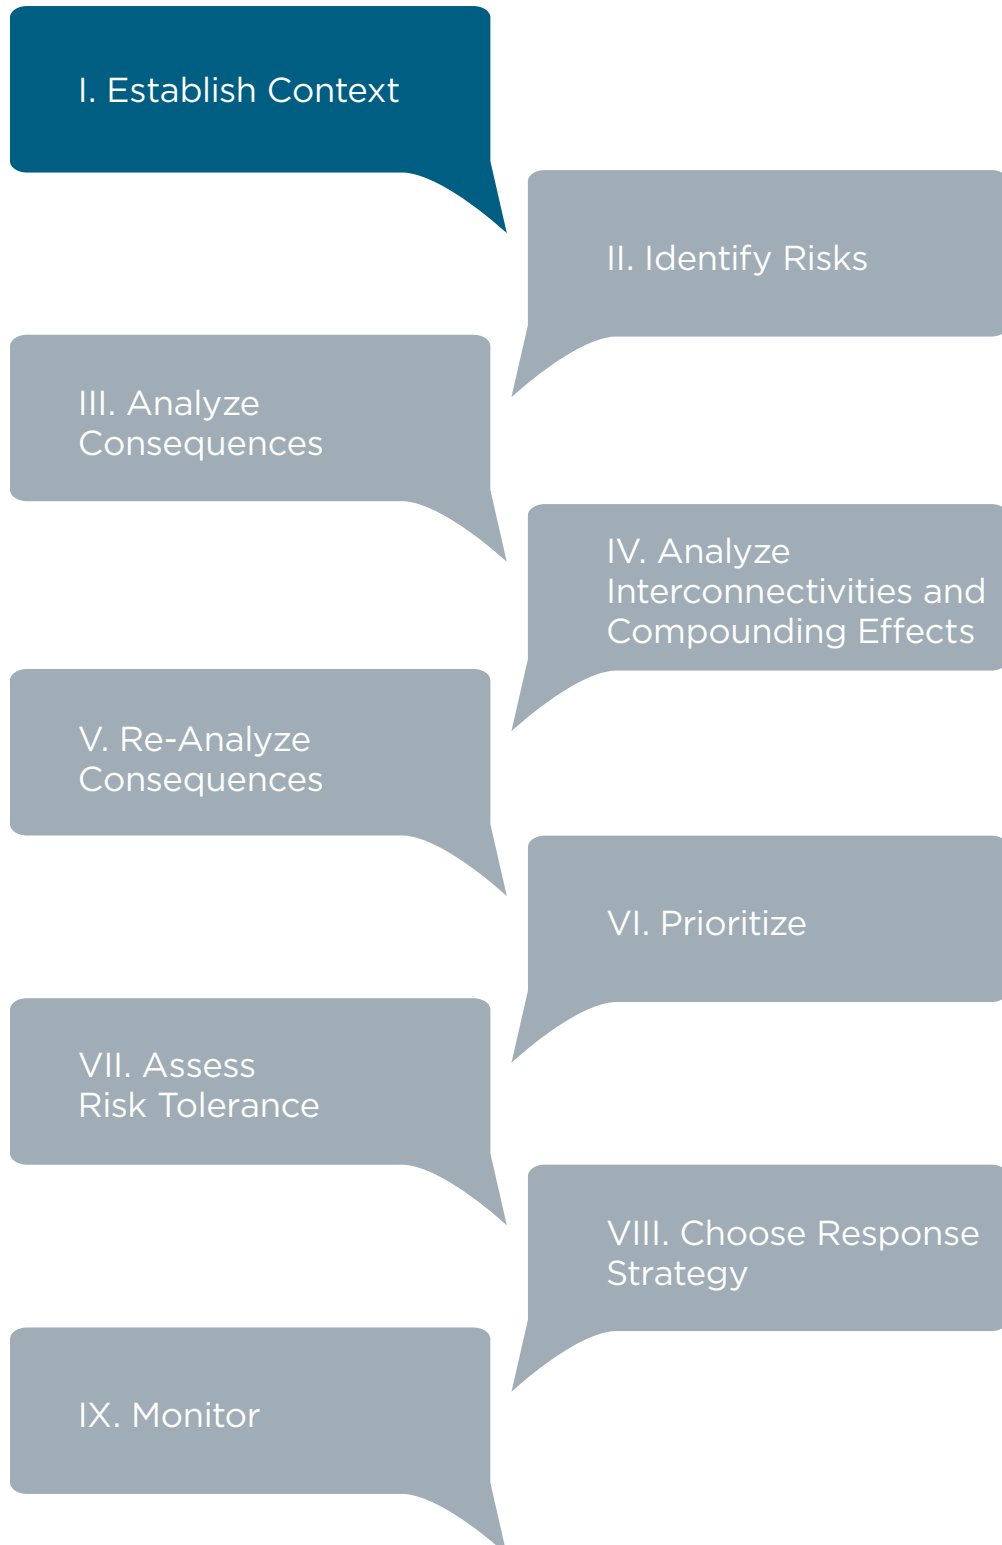 I. Establish Context
II. Identify Risks
III. Analyze
Consequences
IV. Analyze
Interconnectivities and
Compounding Effects
V. Re-Analyze
Consequences
VI. Prioritize
VII. Assess
Risk Tolerance
VIII. Choose Response
Strategy
IX. Monitor